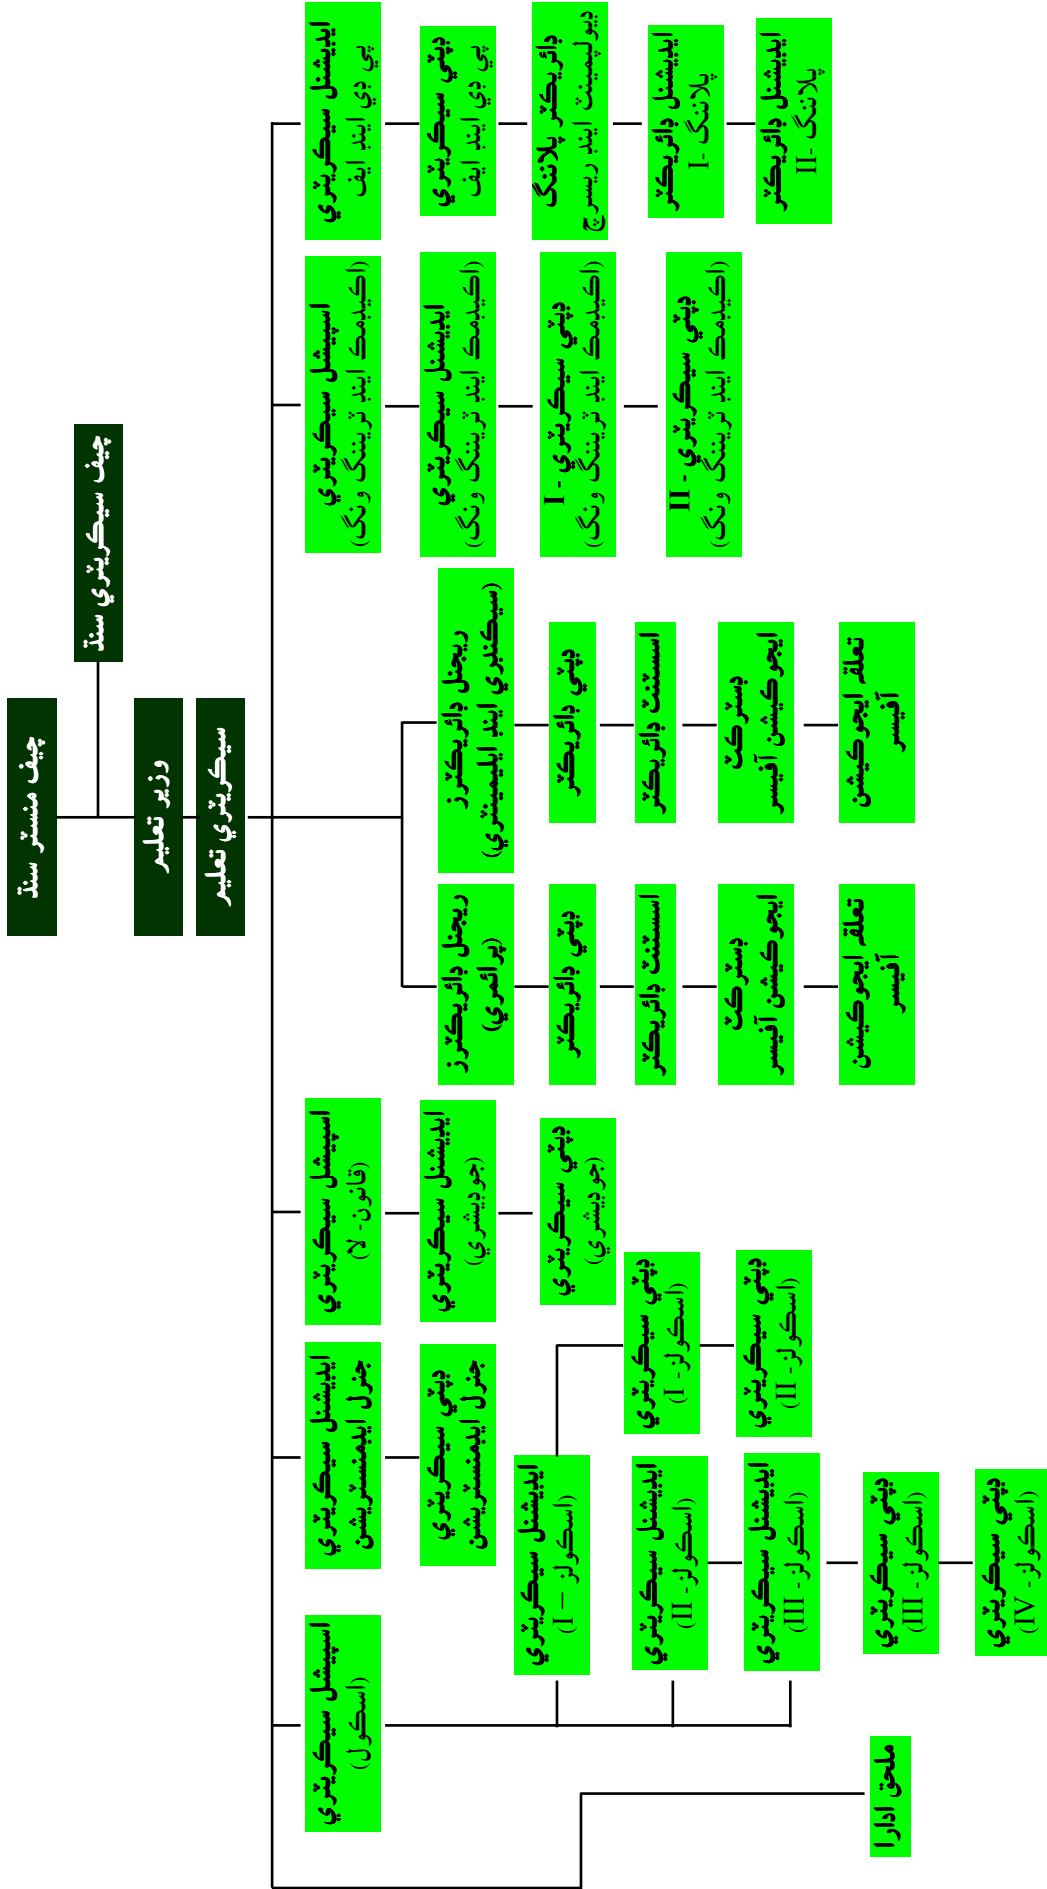 چيف منسٽر سنڌ
چيف سيڪريٽري سنڌ
وزير تعليم
سيڪريٽري تعليم
ايڊيشنل سيڪريٽري
پي ڊي اينڊ ايف
ڊپٽي سيڪريٽري
پي ڊي اينڊ ايف
ڊائريڪٽر پلاننگ
ڊيولپمينٽ اينڊ ريسرچ
ايڊيشنل ڊائريڪٽر
پلاننگ -I
ايڊيشنل ڊائريڪٽر
پلاننگ -II
اسپيشل سيڪريٽري
(اڪيڊمڪ اينڊ ٽريننگ ونگ)
ايڊيشنل سيڪريٽري
(اڪيڊمڪ اينڊ ٽريننگ ونگ)
ڊپٽي سيڪريٽري - I
(اڪيڊمڪ اينڊ ٽريننگ ونگ)
ڊپٽي سيڪريٽري - II
(اڪيڊمڪ اينڊ ٽريننگ ونگ)
ريجنل ڊائريڪٽرز
(سيڪنڊري اينڊ ايليمينٽري)
ڊپٽي ڊائريڪٽر
اسسٽنٽ ڊائريڪٽر
ڊسٽرڪٽ
ايجوڪيشن آفيسر
تعلقه ايجوڪيشن
آفيسر
ريجنل ڊائريڪٽرز
(پرائمري)
ڊپٽي ڊائريڪٽر
اسسٽنٽ ڊائريڪٽر
ڊسٽرڪٽ
ايجوڪيشن آفيسر
تعلقه ايجوڪيشن
آفيسر
اسپيشل سيڪريٽري
(قانون - لا)
ايڊيشنل سيڪريٽري
(جوڊيشري)
ڊپٽي سيڪريٽري
(جوڊيشري)
ايڊيشنل سيڪريٽري
جنرل ايڊمنسٽريشن
ڊپٽي سيڪريٽري
جنرل ايڊمنسٽريشن
اسپيشل سيڪريٽري
(اسڪول)
ايڊيشنل سيڪريٽري
(اسڪولز – I)
ڊپٽي سيڪريٽري
(اسڪولز - I)
ڊپٽي سيڪريٽري
(اسڪولز - II)
ايڊيشنل سيڪريٽري
(اسڪولز - II)
ايڊيشنل سيڪريٽري
(اسڪولز - III)
ڊپٽي سيڪريٽري
(اسڪولز - III)
ڊپٽي سيڪريٽري
(اسڪولز - IV)
ملحق ادارا